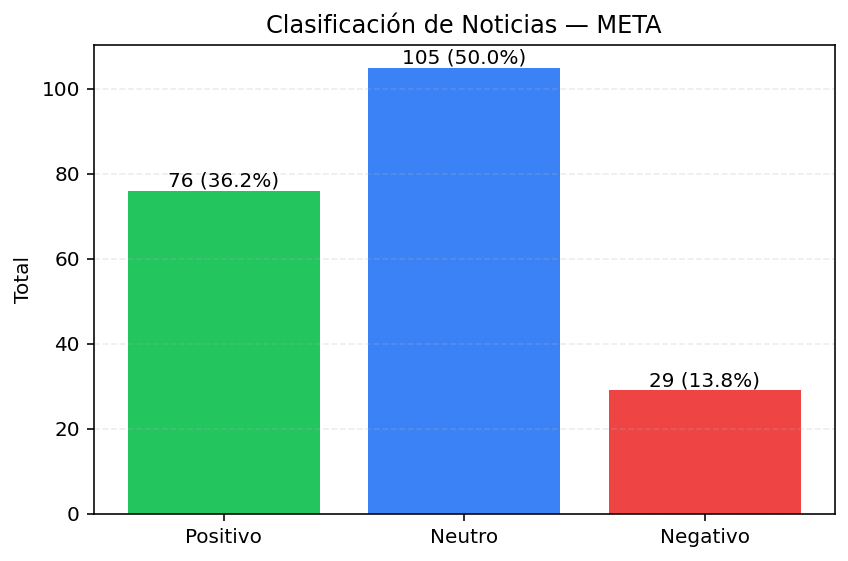 Clasificación de Noticias — META
105 (50.0%)
76 (36.2%)
29 (13.8%)
Total
100
80
60
40
20
0
Positivo
Neutro
Negativo